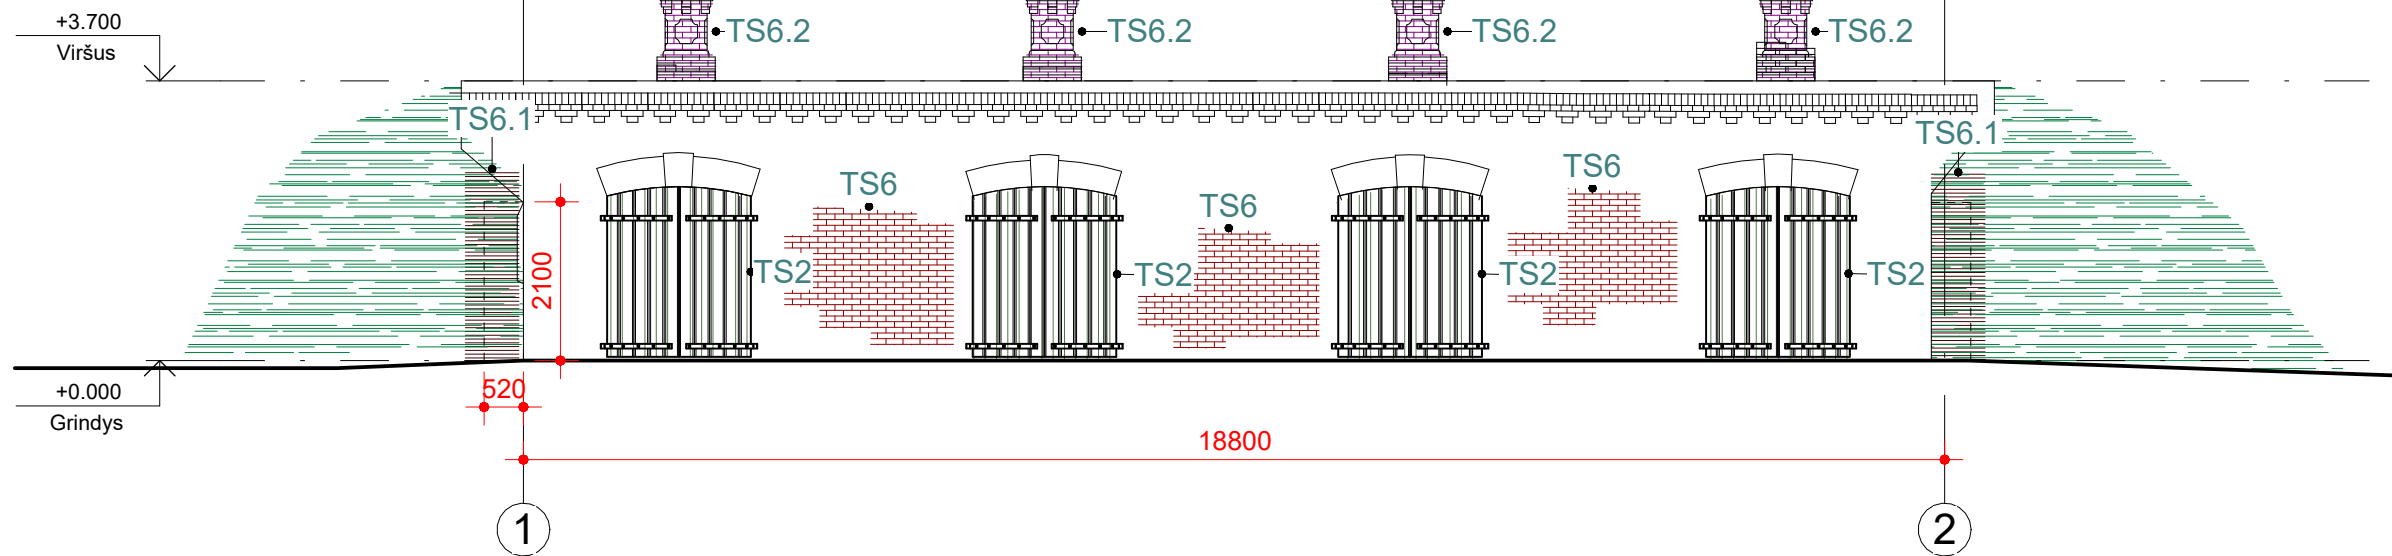 +3.700
Viršus
TS6.2
TS6.2
TS6.2
TS6.2
TS6.1
TS6.1
TS6
TS6
TS6
TS2
TS2
TS2
TS2
2100
+0.000
Grindys
520
18800
1
2